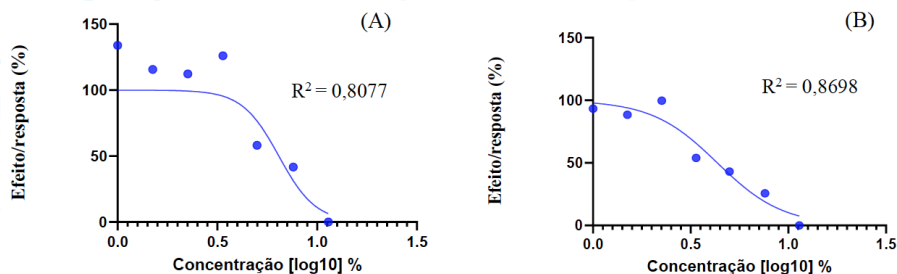 (A)
Efeito/resposta (%)
150
100
50
0
R² = 0,8077
0.0 0.5 1.0 1.5
Concentração [log10] %
(B)
Efeito/resposta (%)
150
100
50
0
R² = 0,8698
0.0 0.5 1.0 1.5
Concentração [log10] %